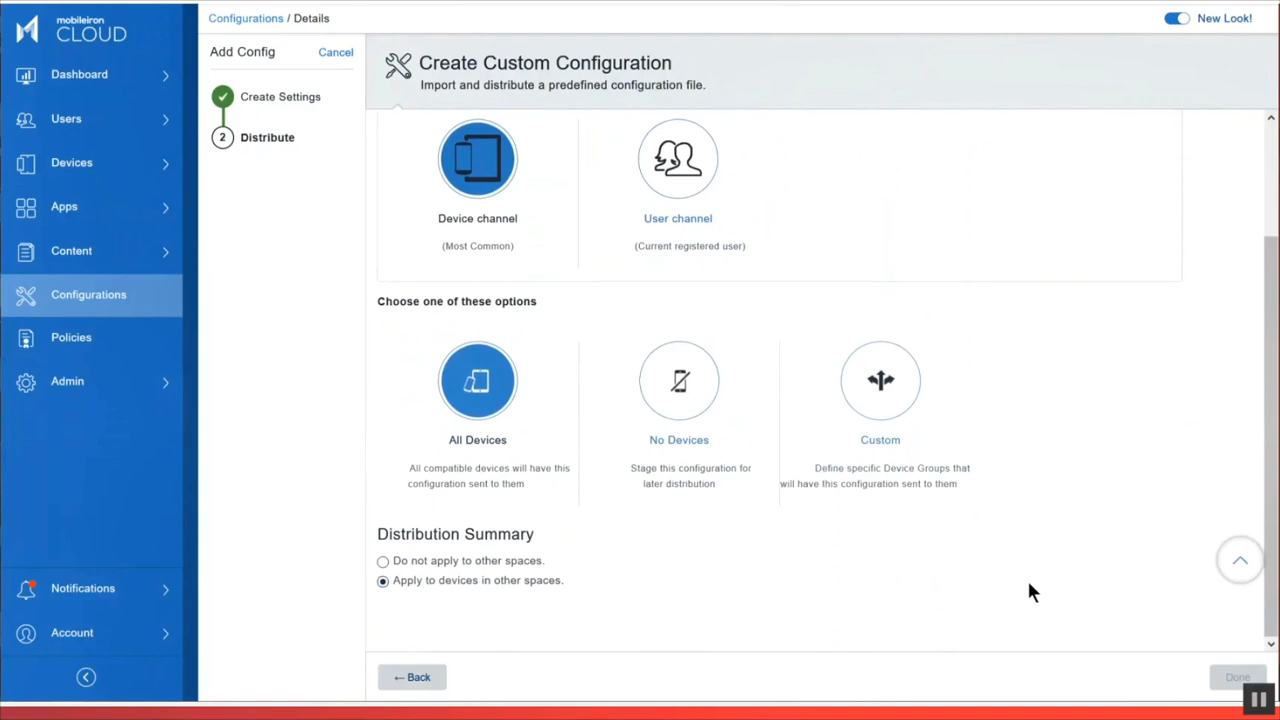 mobileiron
CLOUD
Dashboard
Users
Devices
Apps
Content
Configurations
Policies
Admin
Notifications
Account
Configurations / Details
New Look!
Add Config
Cancel
Create Settings
2
Distribute
Create Custom Configuration
Import and distribute a predefined configuration file.
Device channel
(Most Common)
User channel
(Current registered user)
Choose one of these options
All Devices
All compatible devices will have this
configuration sent to them
No Devices
Stage this configuration for
later distribution
Custom
Define specific Device Groups that
will have this configuration sent to them
Distribution Summary
Do not apply to other spaces.
Apply to devices in other spaces.
← Back
Done